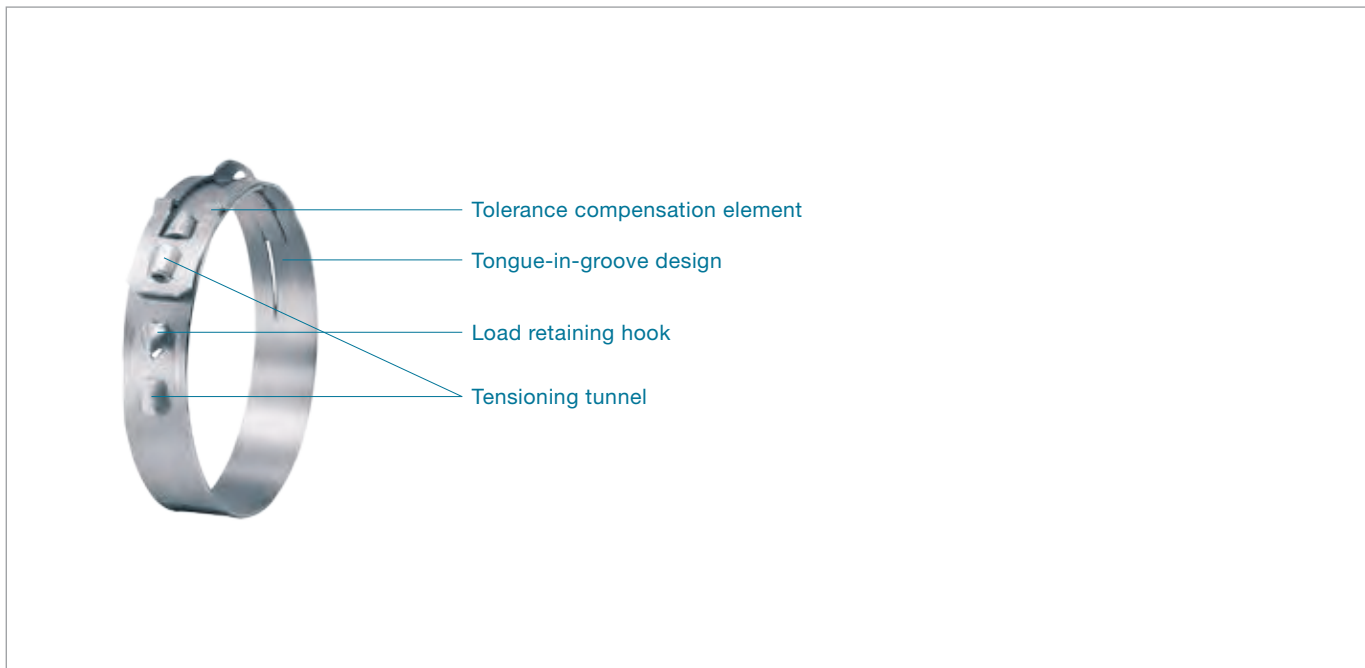 Tolerance compensation element
Tongue-in-groove design
Load retaining hook
Tensioning tunnel